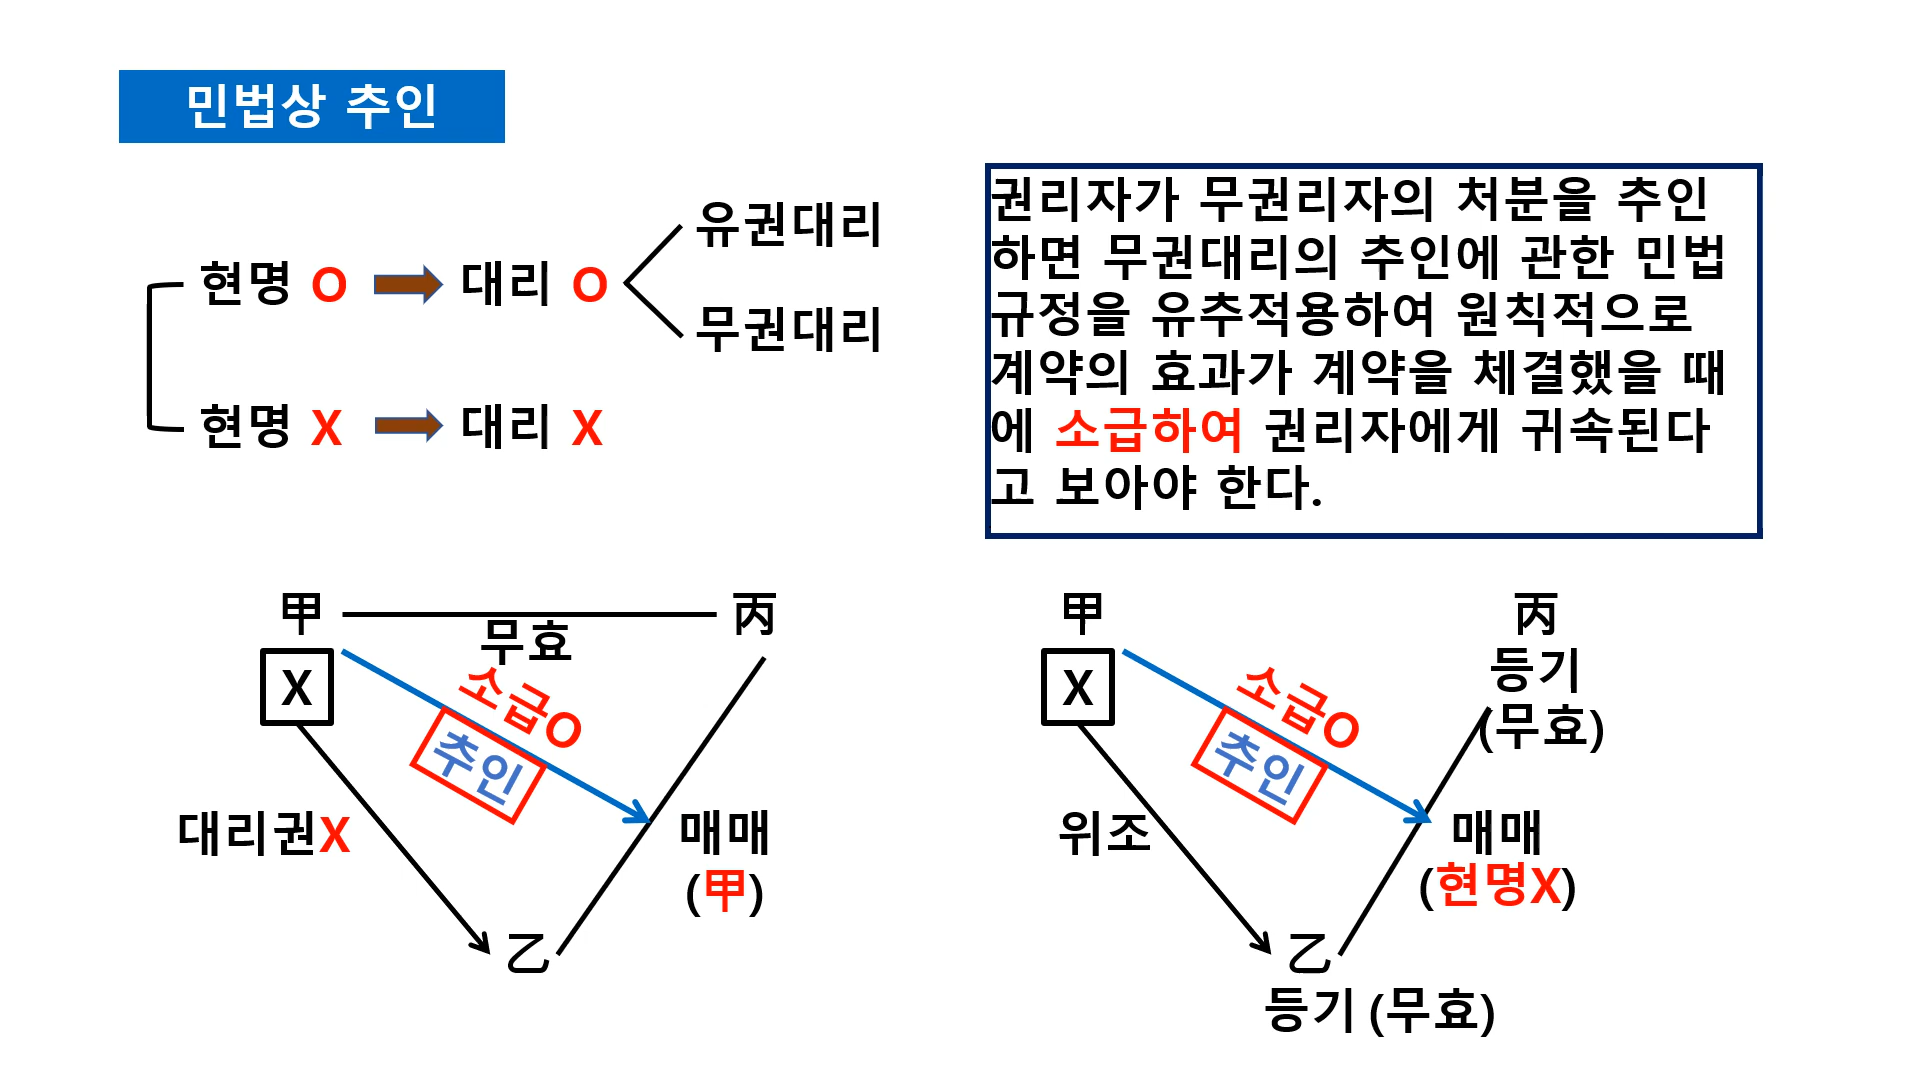 민법상 추인
현명 O 대리 O
유권대리
무권대리
현명 X 대리 X
권리자가 무권리자의 처분을 추인
하면 무권대리의 추인에 관한 민법
규정을 유추적용하여 원칙적으로
계약의 효과가 계약을 체결했을 때
에 소급하여 권리자에게 귀속된다
고 보아야 한다.
甲
丙
무효
X
소급O
추인
대리권X
매매
(甲)
乙
甲
丙
등기
(무효)
X
소급O
추인
위조
매매
(현명X)
乙
등기 (무효)